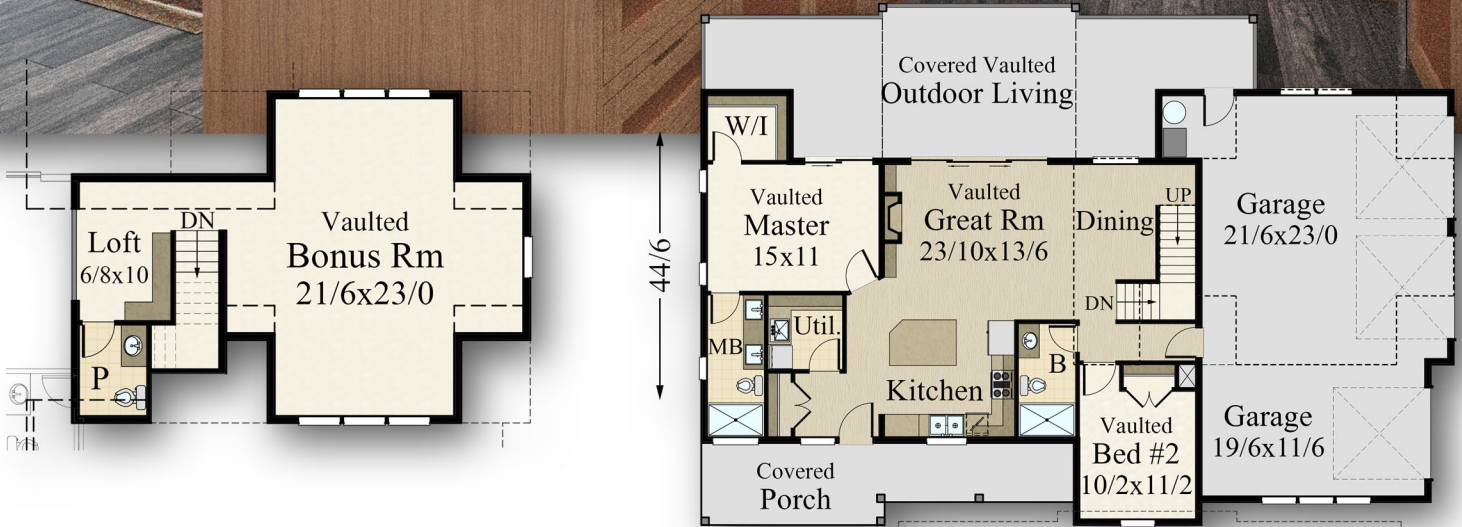 DN
Loft
6/8x10
P
Vaulted
Bonus Rm
21/6x23/0
44/6
Covered Vaulted
Outdoor Living
W/I
Vaulted
Master
15x11
Vaulted
Great Rm
23/10x13/6
Dining
UP
DN
Garage
21/6x23/0
MB
Util.
Kitchen
B
Vaulted
Bed #2
10/2x11/2
Garage
19/6x11/6
Covered
Porch